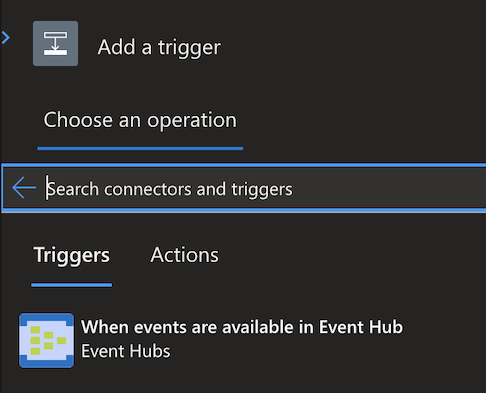 Add a trigger
Choose an operation
Search connectors and triggers
Triggers Actions
When events are available in Event Hub
Event Hubs